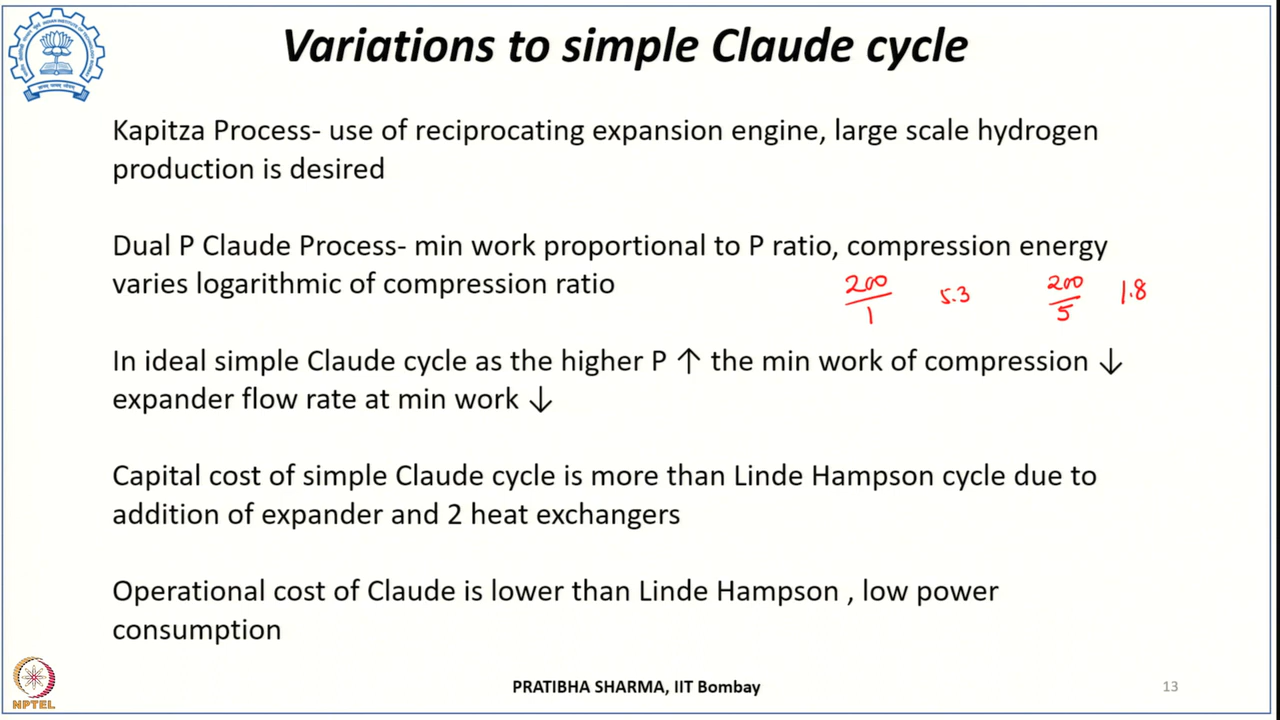 Variations to simple Claude cycle
Kapitza Process- use of reciprocating expansion engine, large scale hydrogen
production is desired
Dual P Claude Process- min work proportional to P ratio, compression energy
varies logarithmic of compression ratio
200/1 5.3 200/5 1.8
In ideal simple Claude cycle as the higher P ↑ the min work of compression ↓
expander flow rate at min work ↓
Capital cost of simple Claude cycle is more than Linde Hampson cycle due to
addition of expander and 2 heat exchangers
Operational cost of Claude is lower than Linde Hampson , low power
consumption
NPTEL
PRATIBHA SHARMA, IIT Bombay
13